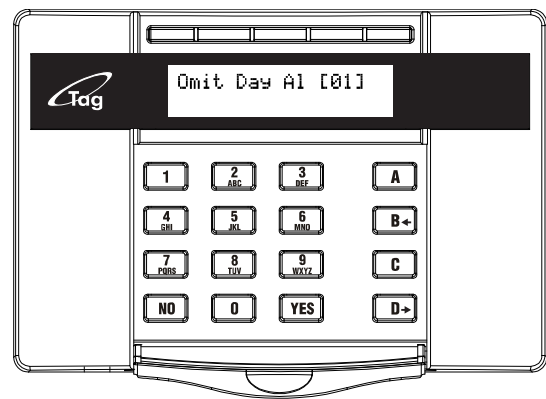 Omit Day Al [01]
Tag
1
2
ABC
3
DEF
A
4
GHI
5
JKL
6
MNO
B←
7
PQRS
8
TUV
9
WXYZ
C
NO
0
YES
D→